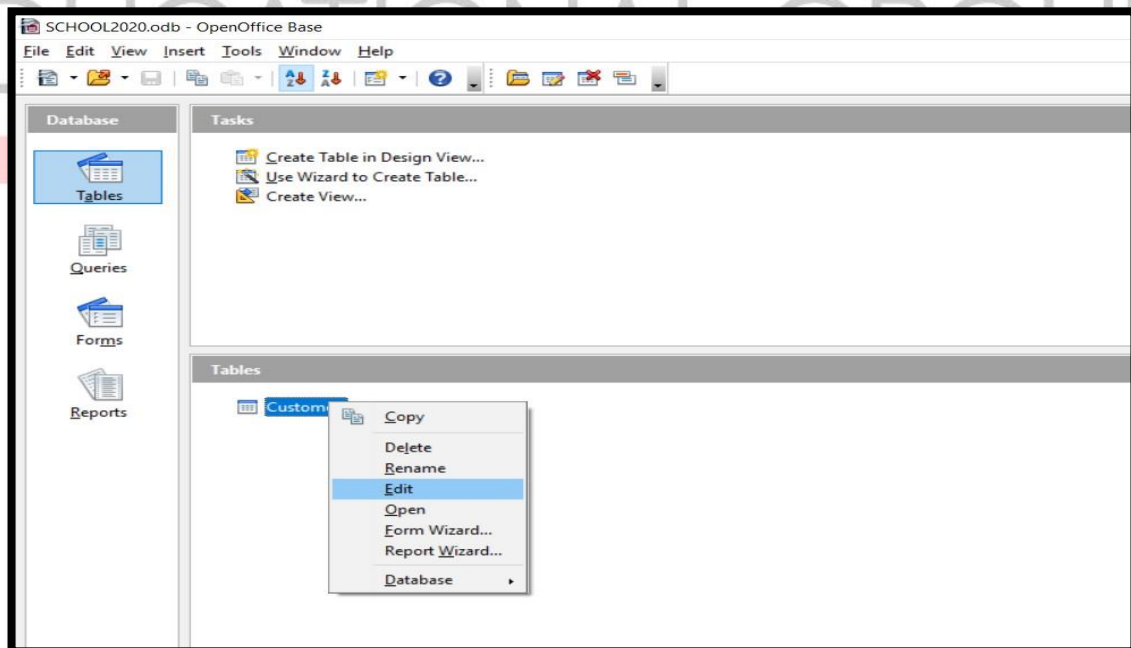 SCHOOL2020.odb - OpenOffice Base
File Edit View Insert Tools Window Help
Database
Tasks
Tables
Queries
Forms
Reports
Create Table in Design View...
Use Wizard to Create Table...
Create View...
Tables
Custome
Copy
Delete
Rename
Edit
Open
Form Wizard...
Report Wizard...
Database